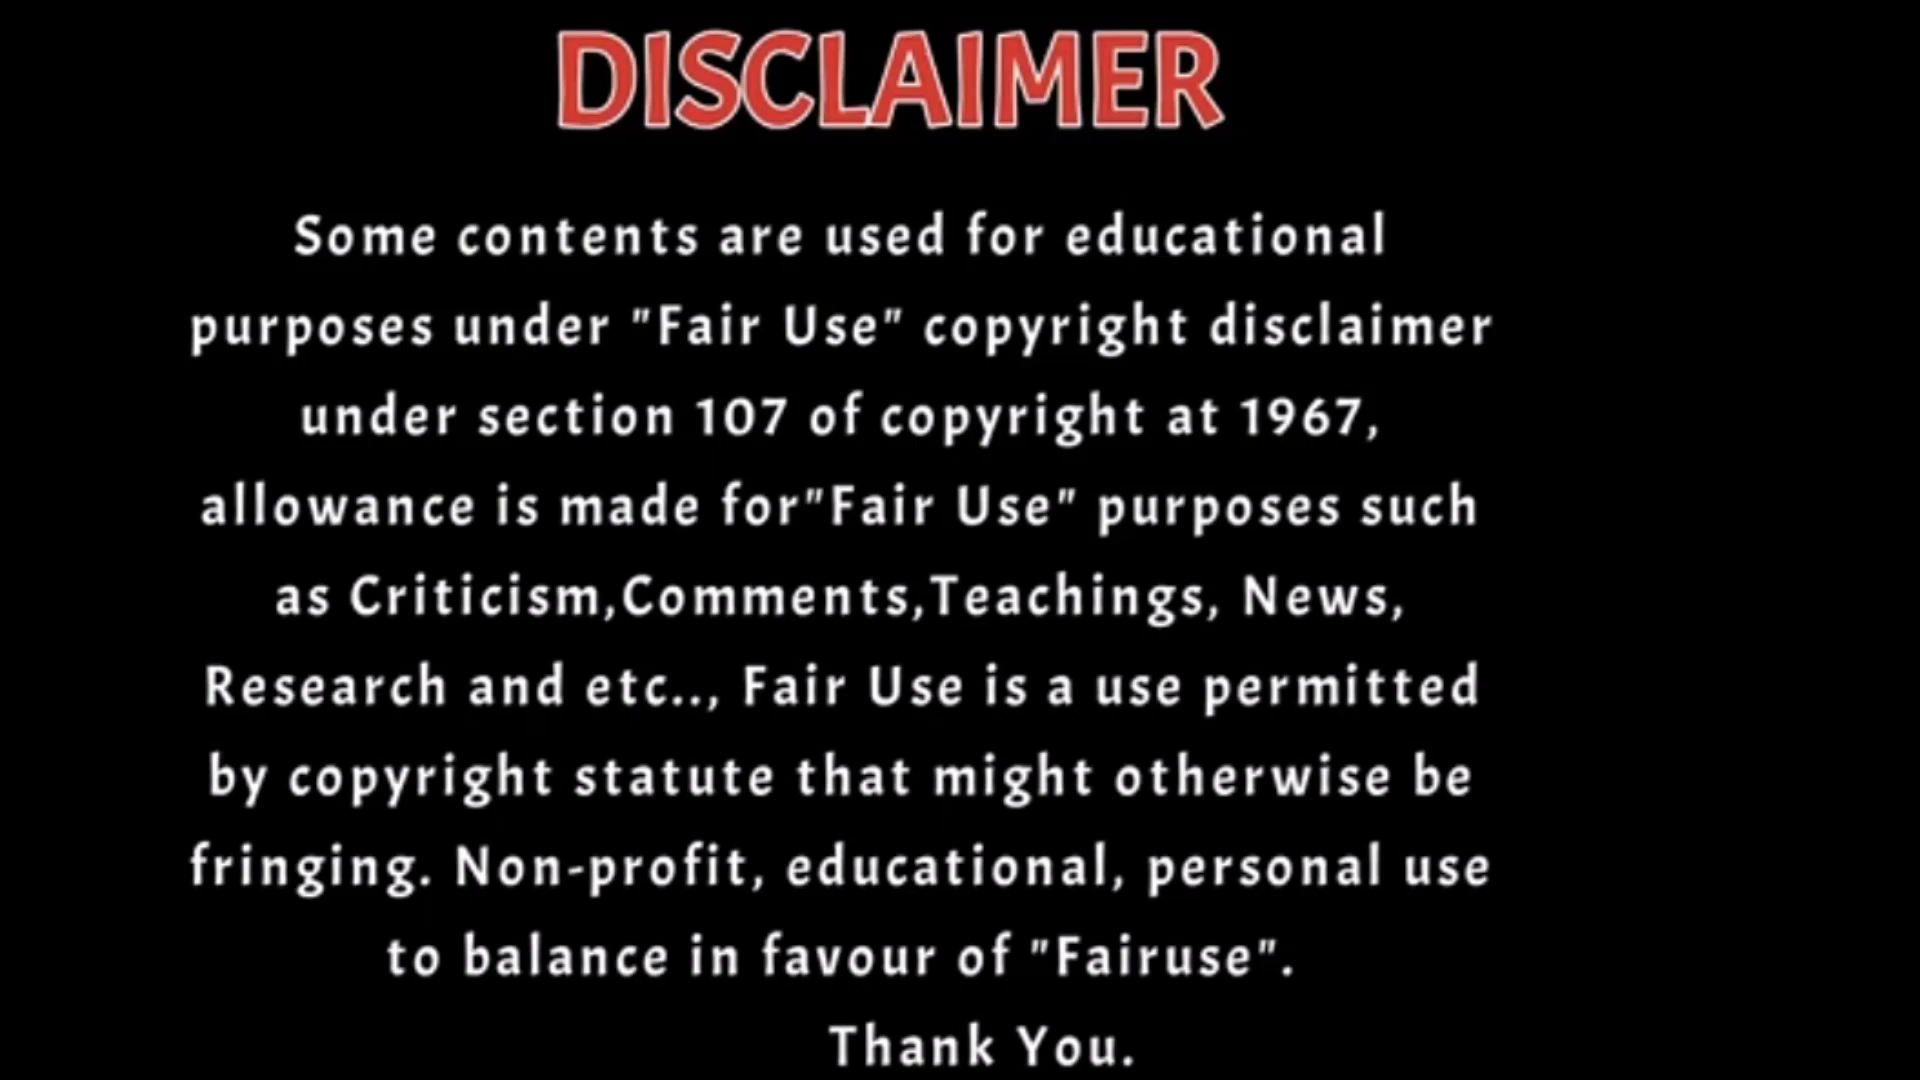 DISCLAIMER
Some contents are used for educational
purposes under "Fair Use" copyright disclaimer
under section 107 of copyright at 1967,
allowance is made for"Fair Use" purposes such
as Criticism,Comments,Teachings, News,
Research and etc.., Fair Use is a use permitted
by copyright statute that might otherwise be
fringing. Non-profit, educational, personal use
to balance in favour of "Fairuse".
Thank You.